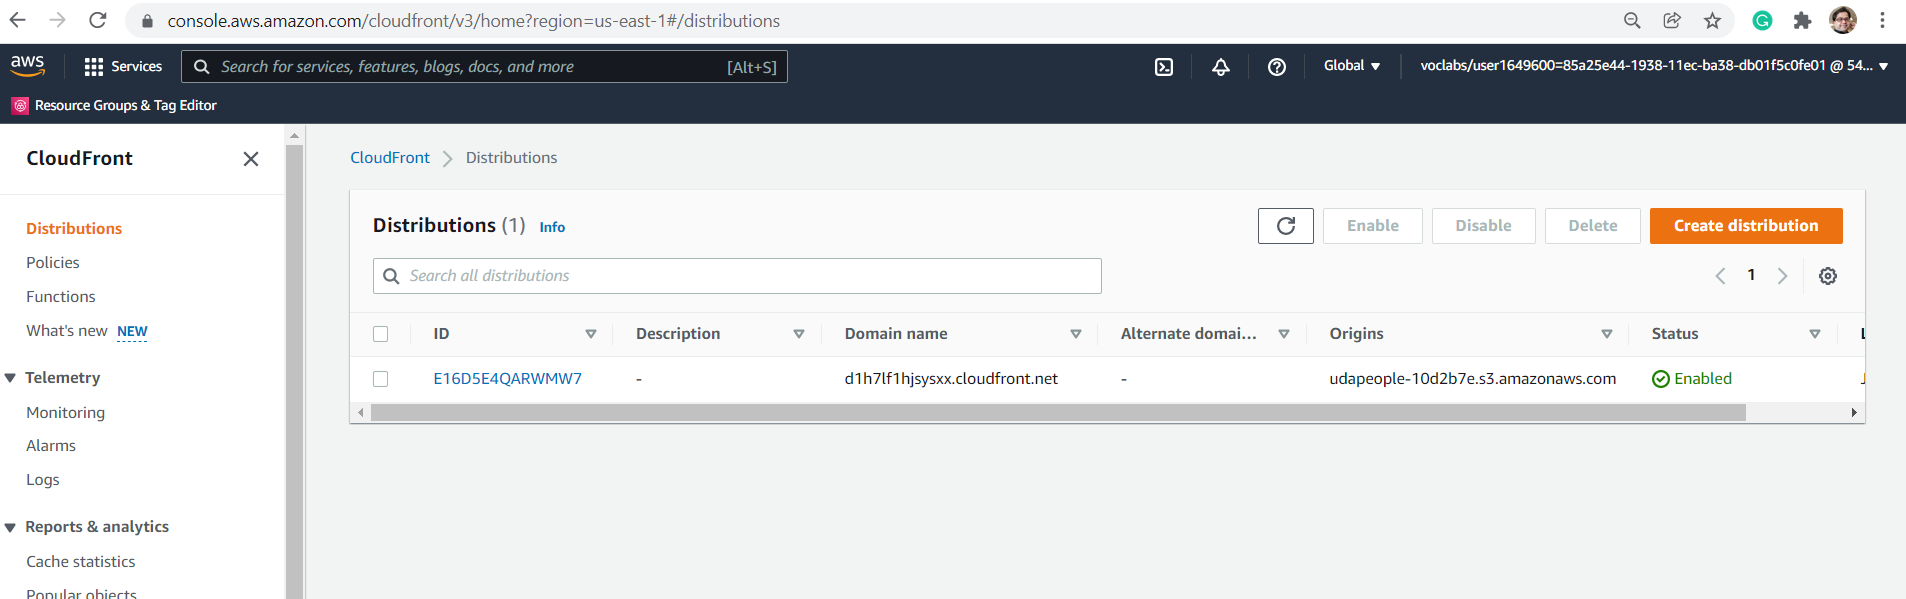 console.aws.amazon.com/cloudfront/v3/home?region=us-east-1#/distributions
aws Services Search for services, features, blogs, docs, and more [Alt+S] Global voclabs/user1649600=85a25e44-1938-11ec-ba38-db01f5c0fe01 @ 54...
Resource Groups & Tag Editor
CloudFront
Distributions
Policies
Functions
What's new NEW
Telemetry
Monitoring
Alarms
Logs
Reports & analytics
Cache statistics
Popular objects
CloudFront Distributions
Distributions (1) Info Enable Disable Delete Create distribution
Search all distributions 1
ID Description Domain name Alternate domai... Origins Status
E16D5E4QARWMW7 - d1h7lf1hjsysxx.cloudfront.net - udapeople-10d2b7e.s3.amazonaws.com Enabled